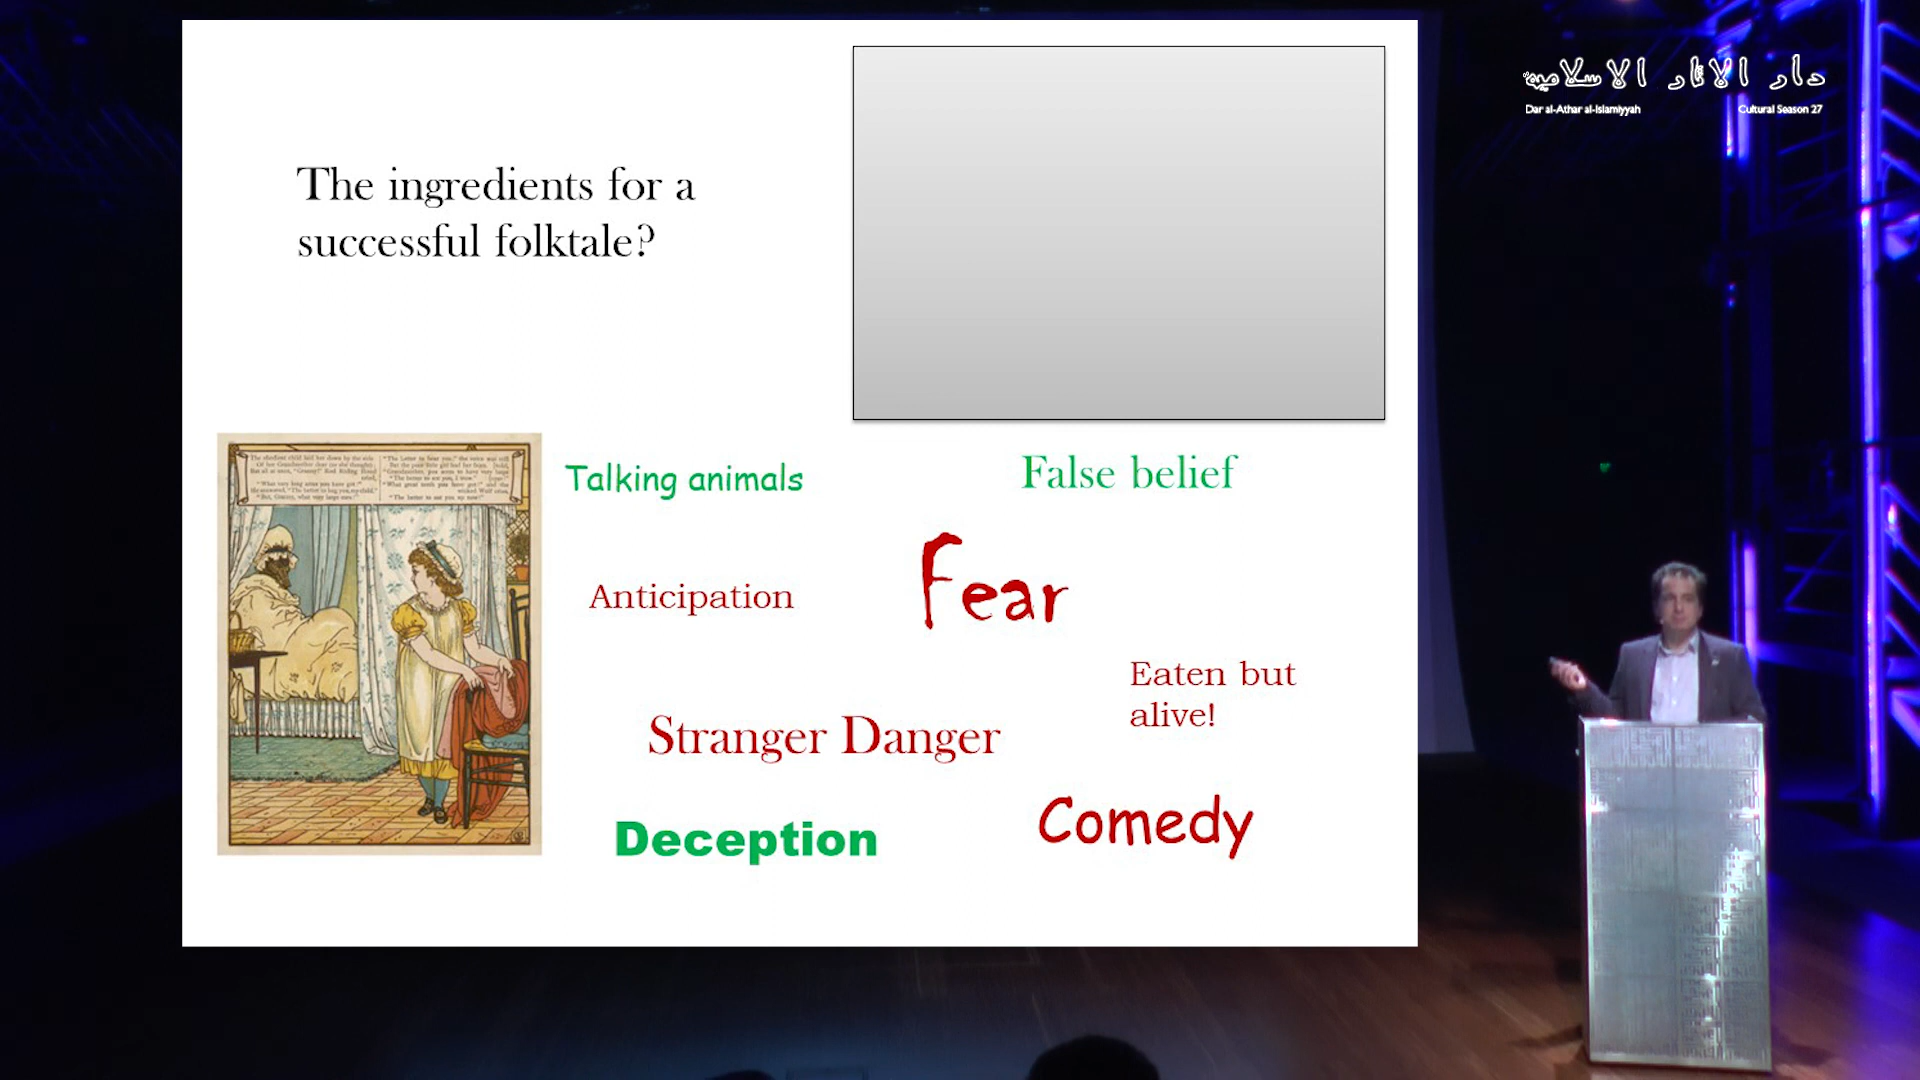 دار الآثار الاسلامية
Dar al-Athar al-Islamiyyah
Cultural Season 27
The ingredients for a
successful folktale?
Talking animals
False belief
Anticipation
Fear
Eaten but
alive!
Stranger Danger
Deception
Comedy